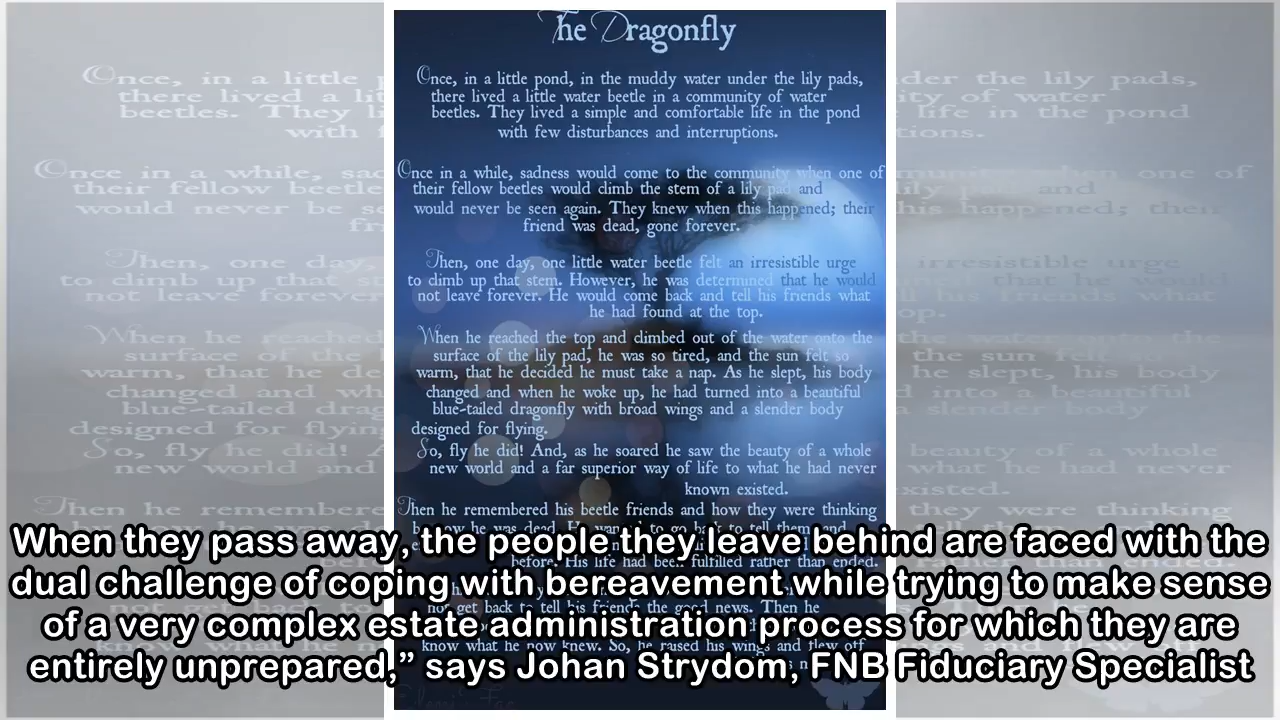 The Dragonfly
Once, in a little pond, in the muddy water under the lily pads,
there lived a little water beetle in a community of water
beetles. They lived a simple and comfortable life in the pond
with few disturbances and interruptions.
Once in a while, sadness would come to the community when one of
their fellow beetles would climb the stem of a lily pad and
would never be seen again. They knew when this happened; their
friend was dead, gone forever.
Then, one day, one little water beetle felt an irresistible urge
to climb up that stem. However, he was determined that he would
not leave forever. He would come back and tell his friends what
he had found at the top.
When he reached the top and climbed out of the water onto the
surface of the lily pad, he was so tired, and the sun felt so
warm, that he decided he must take a nap. As he slept, his body
changed and when he woke up, he had turned into a beautiful
blue-tailed dragonfly with broad wings and a slender body
designed for flying.
So, fly he did! And, as he soared he saw the beauty of a whole
new world and a far superior way of life to what he had never
known existed.
Then he remembered his beetle friends and how they were thinking
before. His life had been fulfilled rather than ended.
not get back to tell his friends the good news. Then he
know what he now knew. So, he raised his wings and flew off
When they pass away, the people they leave behind are faced with the
dual challenge of coping with bereavement while trying to make sense
of a very complex estate administration process for which they are
entirely unprepared,” says Johan Strydom, FNB Fiduciary Specialist